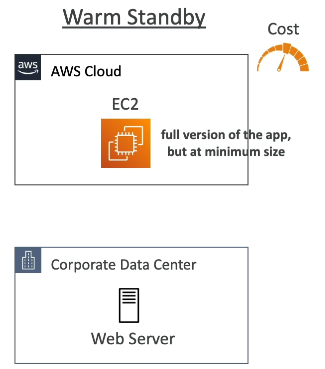 Warm Standby
Cost
aws
AWS Cloud
EC2
full version of the app,
but at minimum size
Corporate Data Center
Web Server